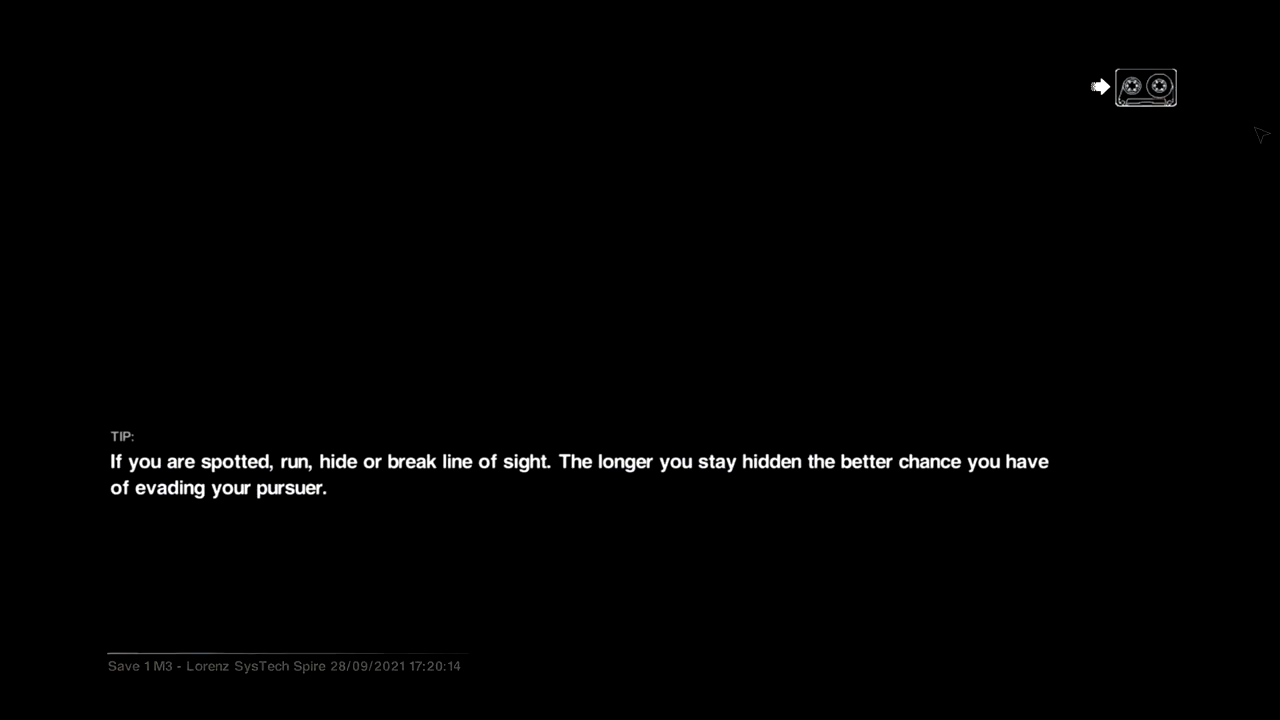 TIP:
If you are spotted, run, hide or break line of sight. The longer you stay hidden the better chance you have
of evading your pursuer.
Save 1 M3 - Lorenz SysTech Spire 28/09/2021 17:20:14